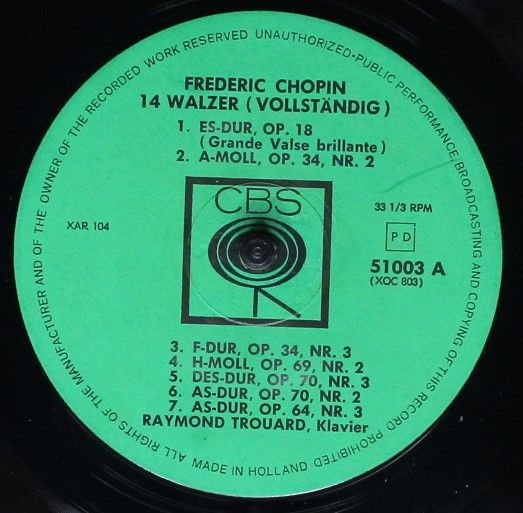 ALL RIGHTS OF THE MANUFACTURER AND OF THE OWNER OF THE RECORDED WORK RESERVED UNAUTHORIZED·PUBLIC PERFORMANCE, BROADCASTING AND COPYING OF THIS RECORD PROHIBITED
FREDERIC CHOPIN
14 WALZER (VOLLSTÄNDIG)
1. ES-DUR, OP. 18
(Grande Valse brillante)
2. A-MOLL, OP. 34, NR. 2
CBS
XAR 104
33 1/3 RPM
PD
51003 A
(XOC 803)
3. F-DUR, OP. 34, NR. 3
4. H-MOLL, OP. 69, NR. 2
5. DES-DUR, OP. 70, NR. 3
6. AS-DUR, OP. 70, NR. 2
7. AS-DUR, OP. 64, NR. 3
RAYMOND TROUARD, Klavier
MADE IN HOLLAND